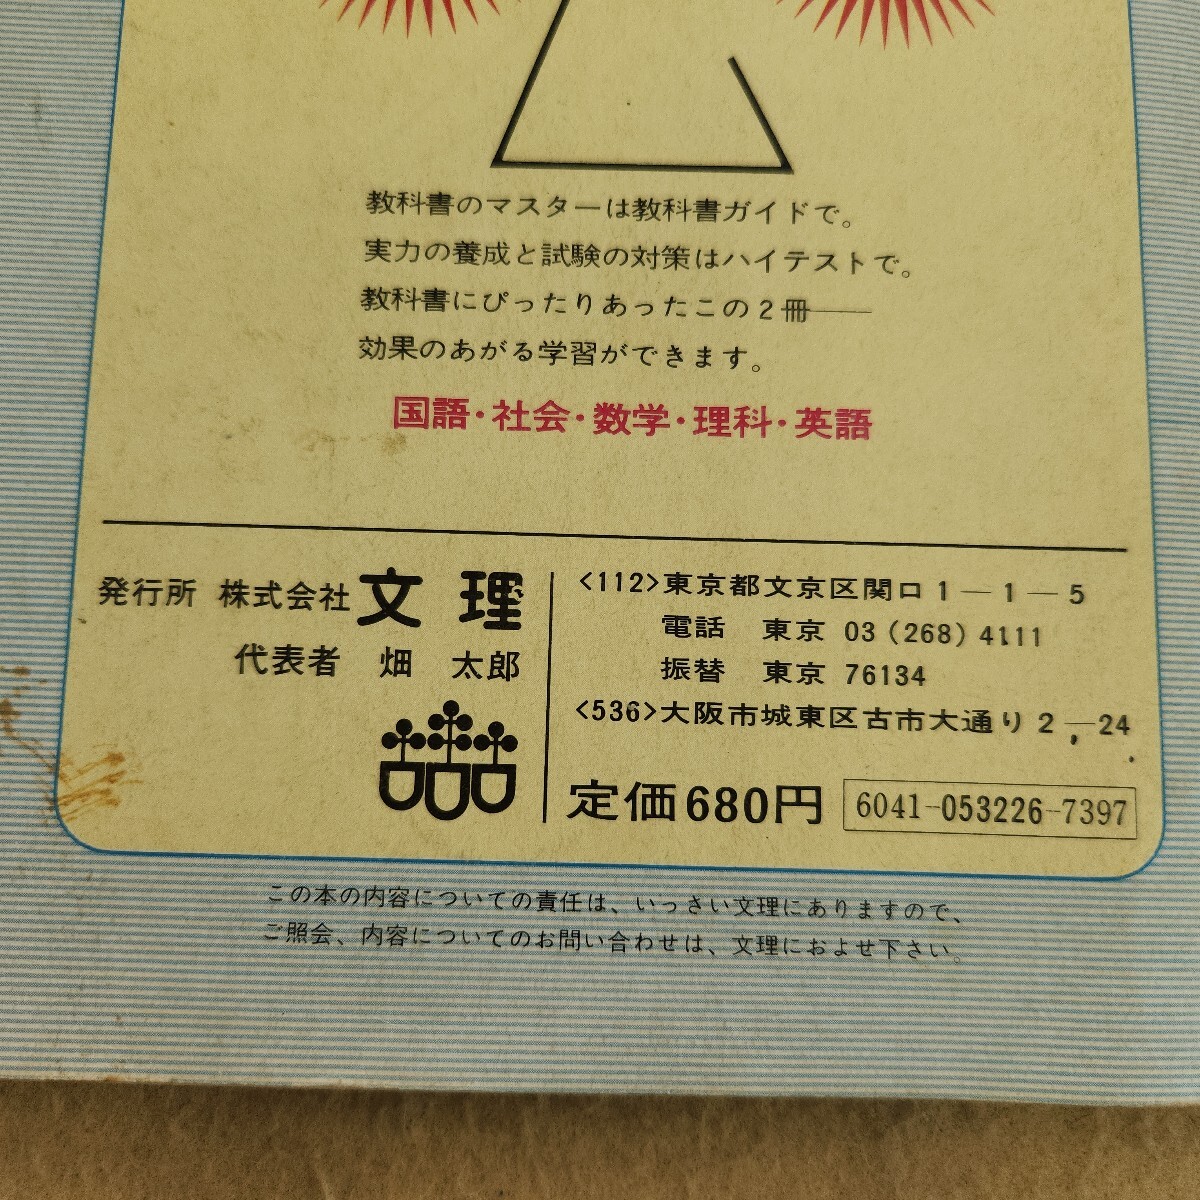 教科書のマスターは教科書ガイドで。
実力の養成と試験の対策はハイテストで。
教科書にぴったりあったこの2冊――
効果のあがる学習ができます。
国語・社会・数学・理科・英語
発行所 株式会社 文理
代表者 畑 太郎
<112>東京都文京区関口1―1―5
電話 東京 03(268)4111
振替 東京 76134
<536>大阪市城東区古市大通り2―24
定価680円 6041-053226-7397
この本の内容についての責任は、いっさい文理にありますので、
ご照会、内容についてのお問い合わせは、文理におよせ下さい。